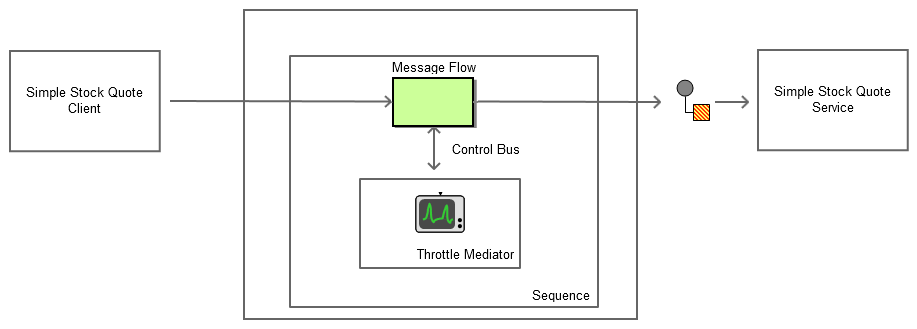 Simple Stock Quote
Client
Message Flow
Control Bus
Throttle Mediator
Sequence
Simple Stock Quote
Service